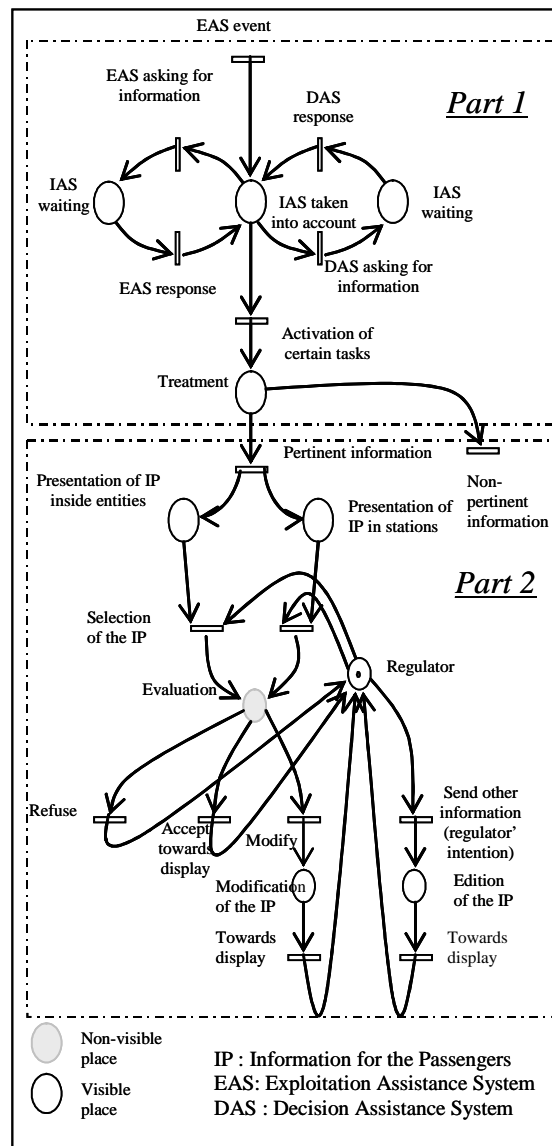 EAS event
EAS asking for
information
DAS
response
Part 1
IAS
waiting
IAS taken
into account
IAS
waiting
EAS response
DAS asking for
information
Activation of
certain tasks
Treatment
Pertinent information
Non-
pertinent
information
Presentation of IP
inside entities
Presentation of
IP in stations
Part 2
Selection
of the IP
Regulator
Evaluation
Refuse
Accept
towards
display
Modify
Send other
information
(regulator'
intention)
Modification
of the IP
Edition
of the IP
Towards
display
Towards
display
Non-visible
place
Visible
place
IP : Information for the Passengers
EAS: Exploitation Assistance System
DAS : Decision Assistance System